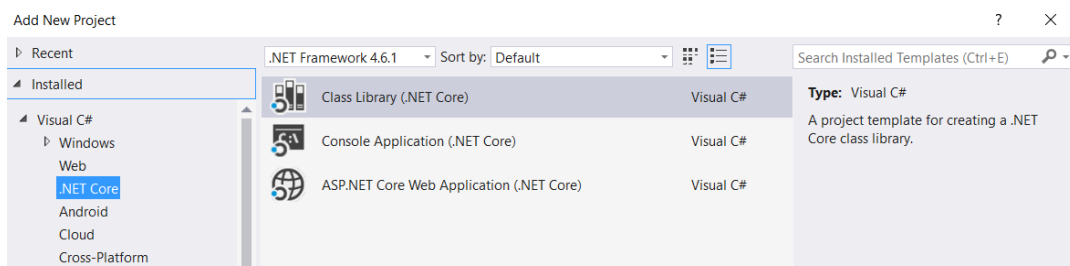 Add New Project
? 
Recent
.NET Framework 4.6.1 Sort by: Default
Search Installed Templates (Ctrl+E)
Installed
Visual C#
Windows
Web
.NET Core
Android
Cloud
Cross-Platform
Class Library (.NET Core) Visual C#
Console Application (.NET Core) Visual C#
ASP.NET Core Web Application (.NET Core) Visual C#
Type: Visual C#
A project template for creating a .NET
Core class library.